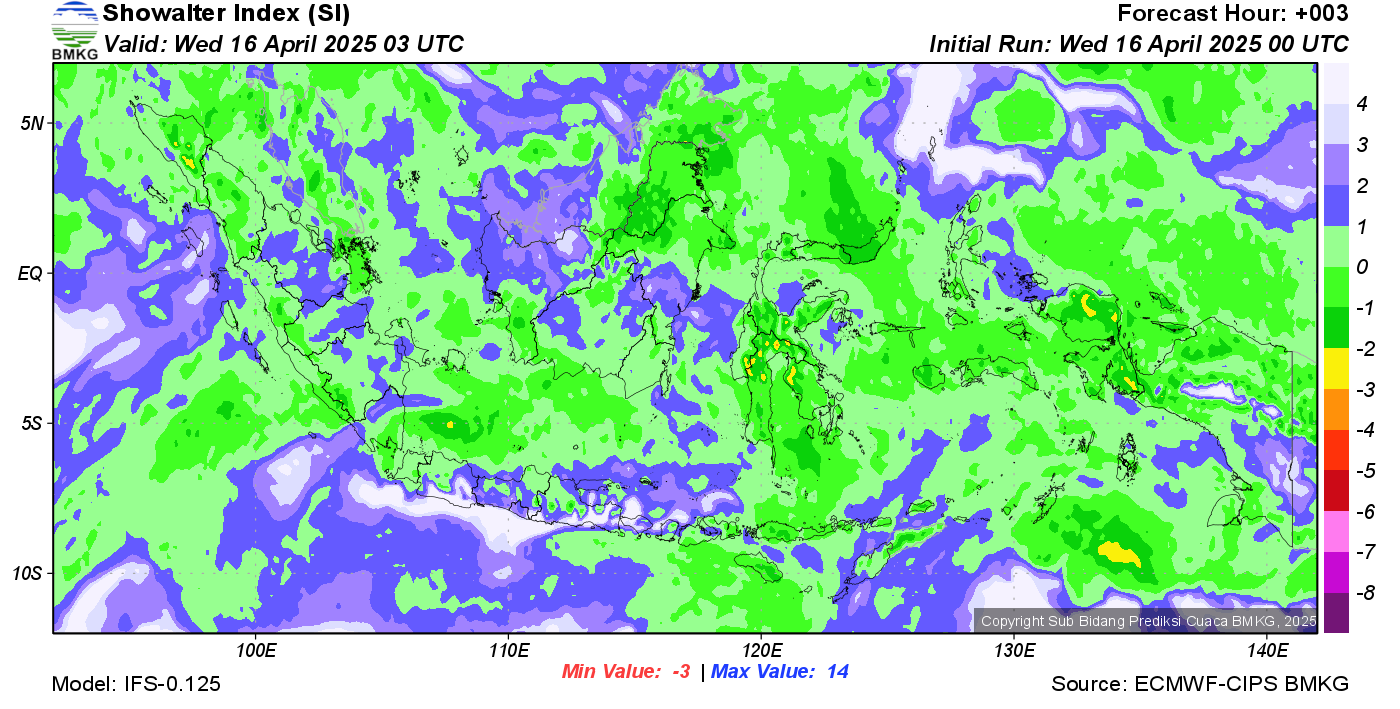 Showalter Index (SI)
Forecast Hour: +003
BMKG
Valid: Wed 16 April 2025 03 UTC
Initial Run: Wed 16 April 2025 00 UTC
5N
EQ
5S
10S
4
3
2
1
0
-1
-2
-3
-4
-5
-6
-7
-8
Copyright Sub Bidang Prediksi Cuaca BMKG, 2025
100E
110E
120E
130E
140E
Min Value: -3 | Max Value: 14
Model: IFS-0.125
Source: ECMWF-CIPS BMKG